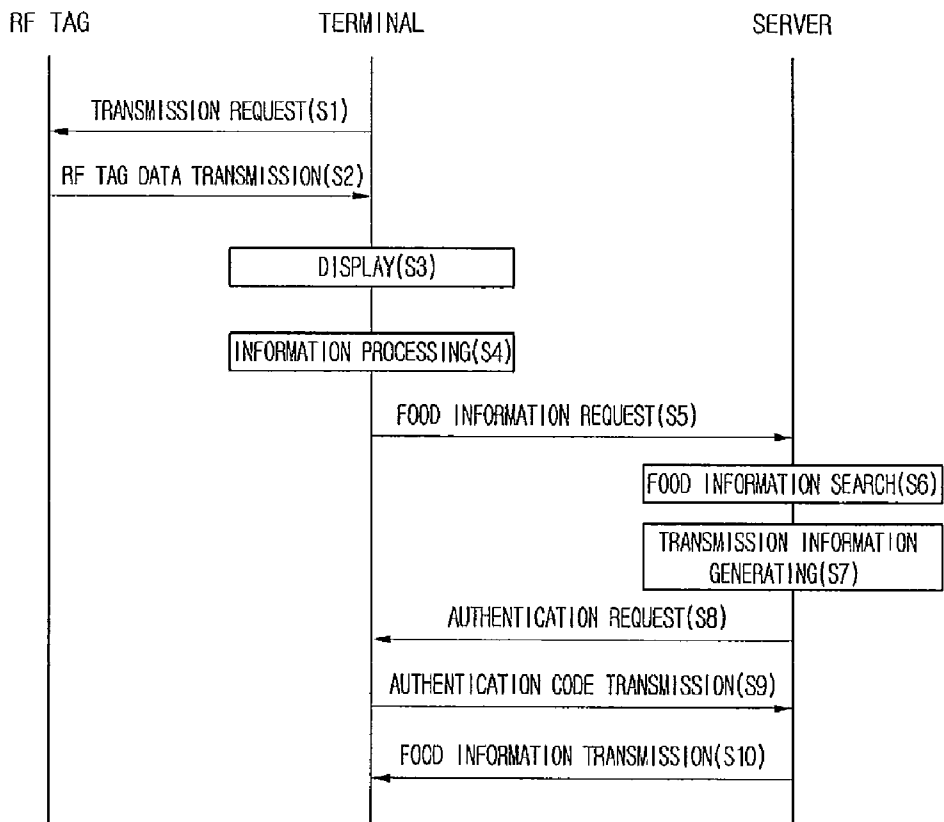 RF TAG
TERMINAL
SERVER
TRANSMISSION REQUEST(S1)
RF TAG DATA TRANSMISSION(S2)
DISPLAY(S3)
INFORMATION PROCESSING(S4)
FOOD INFORMATION REQUEST(S5)
FOOD INFORMATION SEARCH(S6)
TRANSMISSION INFORMATION
GENERATING(S7)
AUTHENTICATION REQUEST(S8)
AUTHENTICATION CODE TRANSMISSION(S9)
FOOD INFORMATION TRANSMISSION(S10)